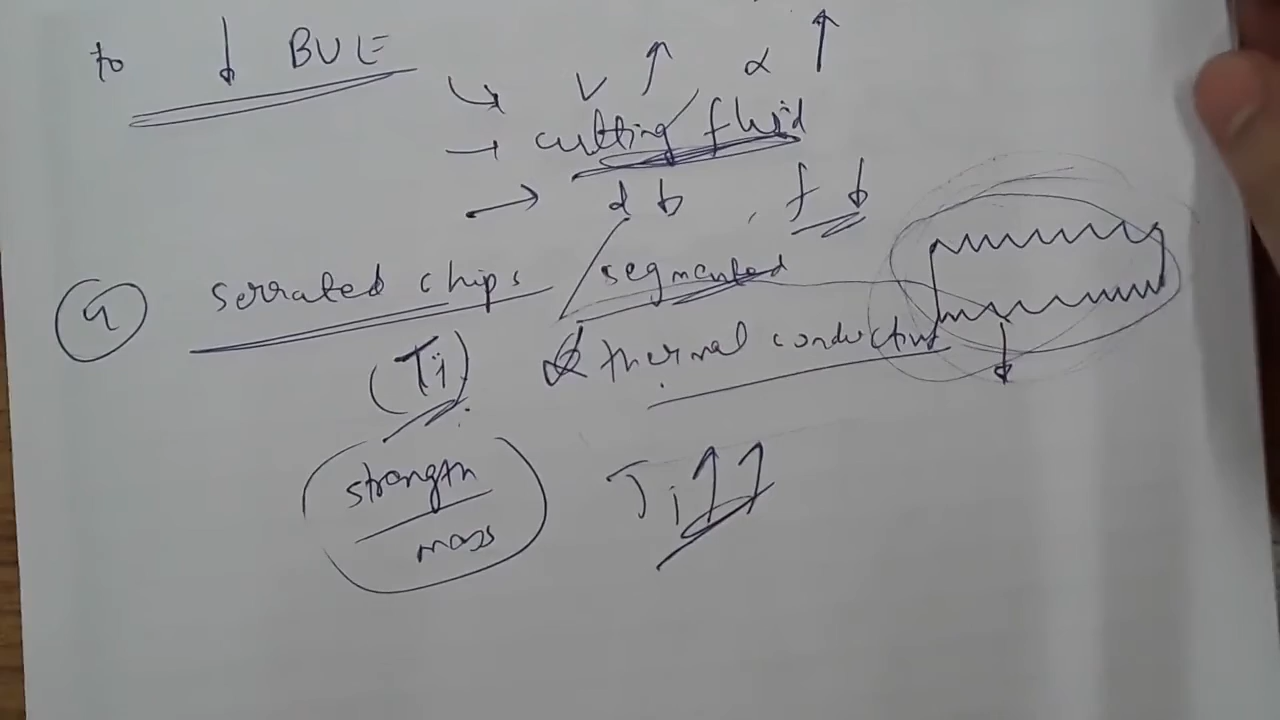 to ↓ BUE
→ V ↑ α ↑
→ cutting fluid
→ d ↓ , f ↓
4 serrated chips / segmented
(Ti) thermal conductivity
strength
mass
Ti ↑↑